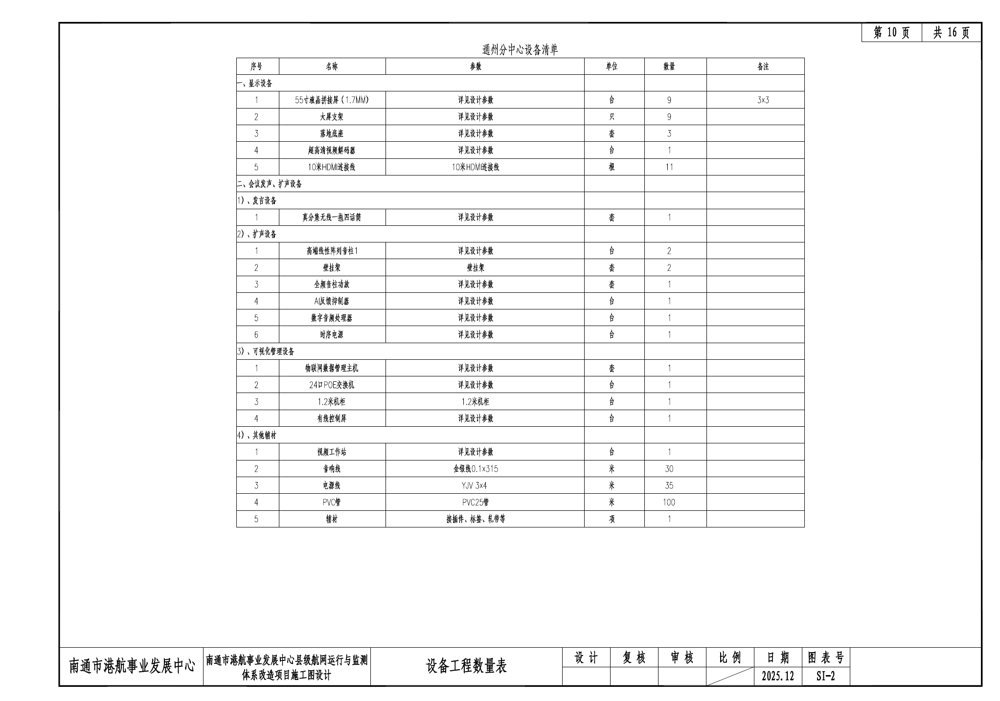 第 10 页 共 16 页
通州分中心设备清单
序号 名称 参数 单位 数量 备注
一、显示设备
1 55寸液晶拼接屏（1.7MM） 详见设计参数 台 9 3×3
2 大屏支架 详见设计参数 只 9
3 落地底座 详见设计参数 套 3
4 超高清视频解码器 详见设计参数 台 1
5 10米HDMI连接线 10米HDMI连接线 根 11
二、会议发声、扩声设备
1）、发言设备
1 真分集无线一拖四话筒 详见设计参数 套 1
2）、扩声设备
1 高端线性阵列音柱1 详见设计参数 台 2
2 壁挂架 壁挂架 套 2
3 全频音柱功放 详见设计参数 套 1
4 AI反馈抑制器 详见设计参数 台 1
5 数字音频处理器 详见设计参数 台 1
6 时序电源 详见设计参数 台 1
3）、可视化管理设备
1 物联网数据管理主机 详见设计参数 套 1
2 24口POE交换机 详见设计参数 台 1
3 1.2米机柜 1.2米机柜 台 1
4 有线控制屏 详见设计参数 台 1
4）、其他辅材
1 视频工作站 详见设计参数 台 1
2 音响线 金银线0.1×315 米 30
3 电源线 YJV 3×4 米 35
4 PVC管 PVC25管 米 100
5 辅材 接插件、标签、轧带等 项 1
南通市港航事业发展中心
南通市港航事业发展中心县级航网运行与监测
体系改造项目施工图设计
设备工程数量表
设 计 复 核 审 核 比 例 日 期 图 表 号
2025.12 SI-2